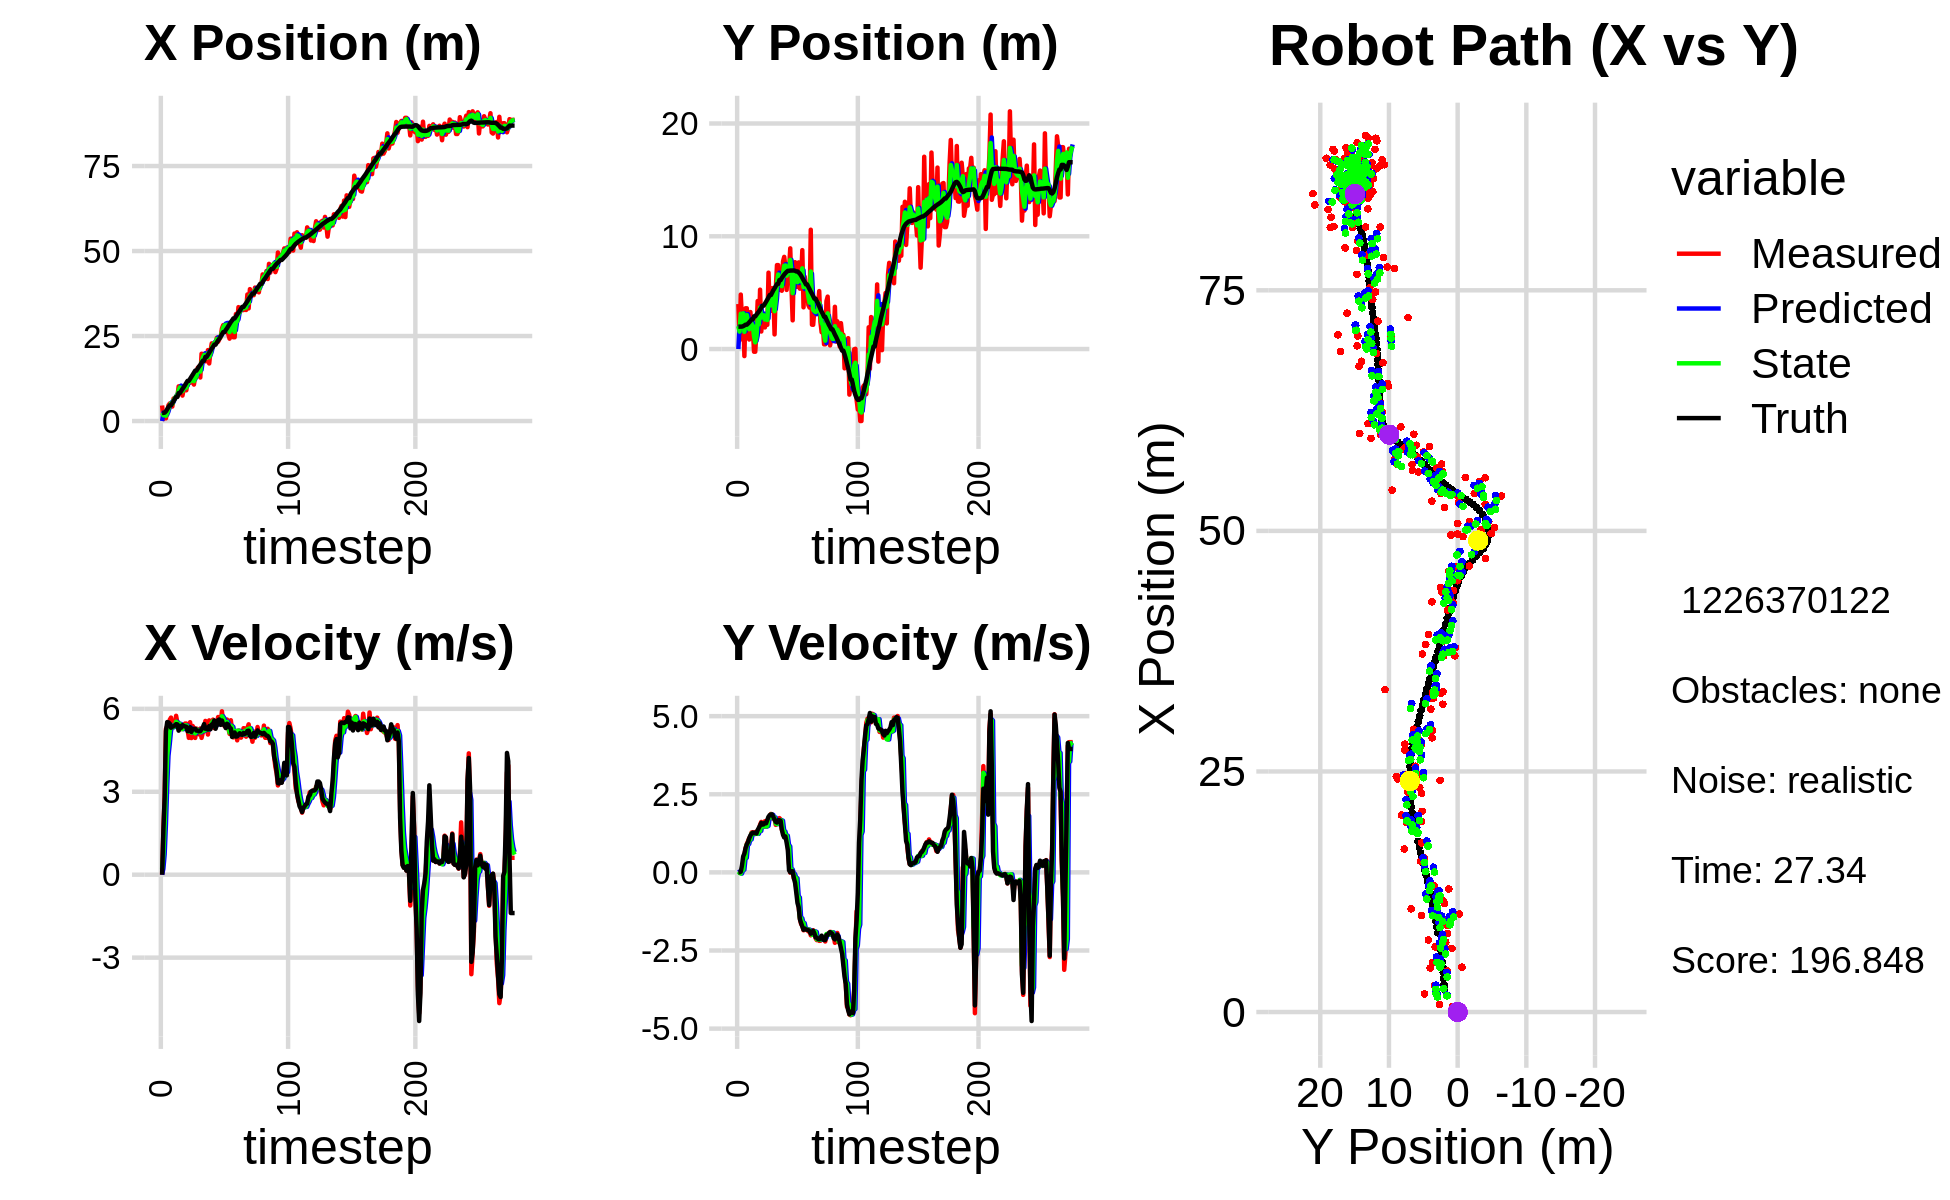 X Position (m)
75
50
25
0
0
100
200
timestep
Y Position (m)
20
10
0
0
100
200
timestep
X Velocity (m/s)
6
3
0
-3
0
100
200
timestep
Y Velocity (m/s)
5.0
2.5
0.0
-2.5
-5.0
0
100
200
timestep
Robot Path (X vs Y)
X Position (m)
75
50
25
0
20 10 0 -10 -20
Y Position (m)
variable
Measured
Predicted
State
Truth
1226370122
Obstacles: none
Noise: realistic
Time: 27.34
Score: 196.848